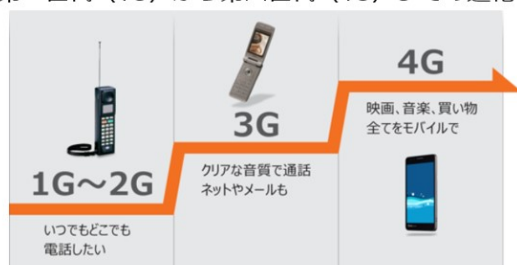 1G～2G
いつでもどこでも
電話したい
3G
クリアな音質で通話
ネットやメールも
4G
映画、音楽、買い物
全てをモバイルで